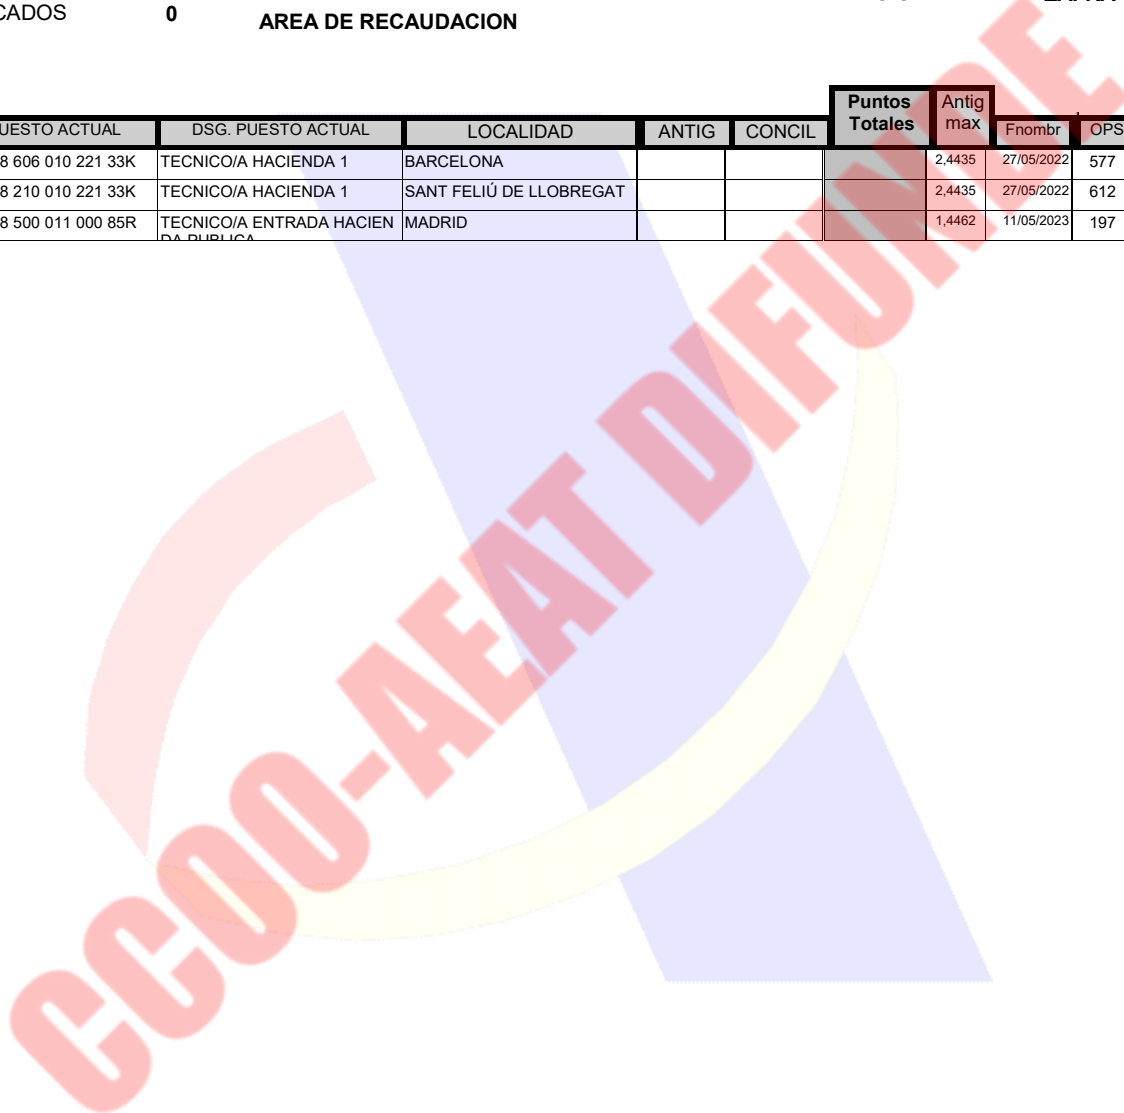 CADOS 0 AREA DE RECAUDACION
Puntos Totales Antig max
UESTO ACTUAL DSG. PUESTO ACTUAL LOCALIDAD ANTIG CONCIL Fnombr OPS
8 606 010 221 33K TECNICO/A HACIENDA 1 BARCELONA 2,4435 27/05/2022 577
8 210 010 221 33K TECNICO/A HACIENDA 1 SANT FELIÚ DE LLOBREGAT 2,4435 27/05/2022 612
8 500 011 000 85R TECNICO/A ENTRADA HACIEN MADRID 1,4462 11/05/2023 197
DA PUBLICA
CCOO-AEAT DIFUNDE